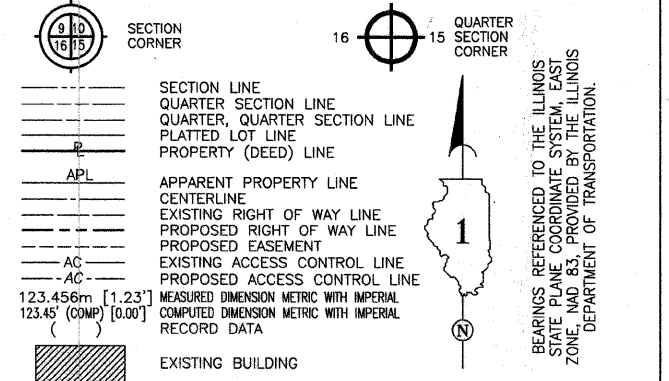 9 10
16 15
SECTION
CORNER
16
15
QUARTER
SECTION
CORNER
SECTION LINE
QUARTER SECTION LINE
QUARTER, QUARTER SECTION LINE
PLATTED LOT LINE
PL PROPERTY (DEED) LINE
APL APPARENT PROPERTY LINE
CENTERLINE
EXISTING RIGHT OF WAY LINE
PROPOSED RIGHT OF WAY LINE
PROPOSED EASEMENT
AC EXISTING ACCESS CONTROL LINE
AC PROPOSED ACCESS CONTROL LINE
123.456m [1.23'] MEASURED DIMENSION METRIC WITH IMPERIAL
123.45' (COMP) [0.00'] COMPUTED DIMENSION METRIC WITH IMPERIAL
( ) RECORD DATA
EXISTING BUILDING
1
N
BEARINGS REFERENCED TO THE ILLINOIS
STATE PLANE COORDINATE SYSTEM, EAST
ZONE, NAD 83, PROVIDED BY THE ILLINOIS
DEPARTMENT OF TRANSPORTATION.